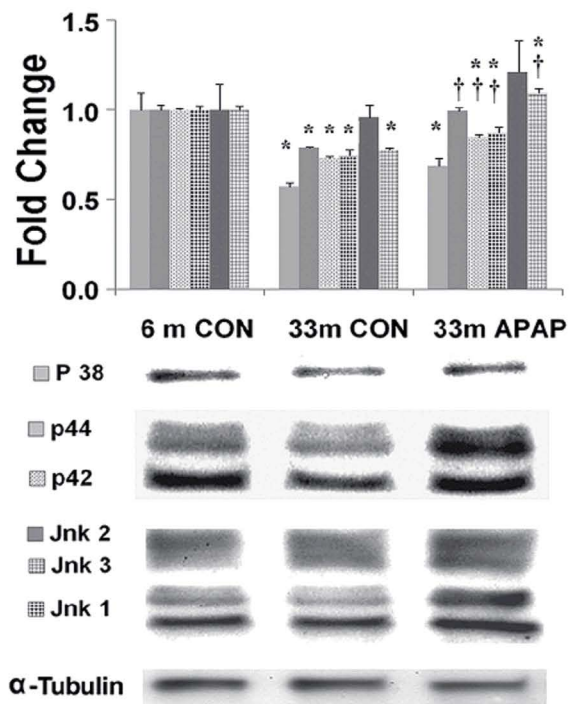 Fold Change
1.5
1.0
0.5
0.0
* * * * *
* † * † * † * † *
6 m CON 33m CON 33m APAP
P 38
p44
p42
Jnk 2
Jnk 3
Jnk 1
α-Tubulin